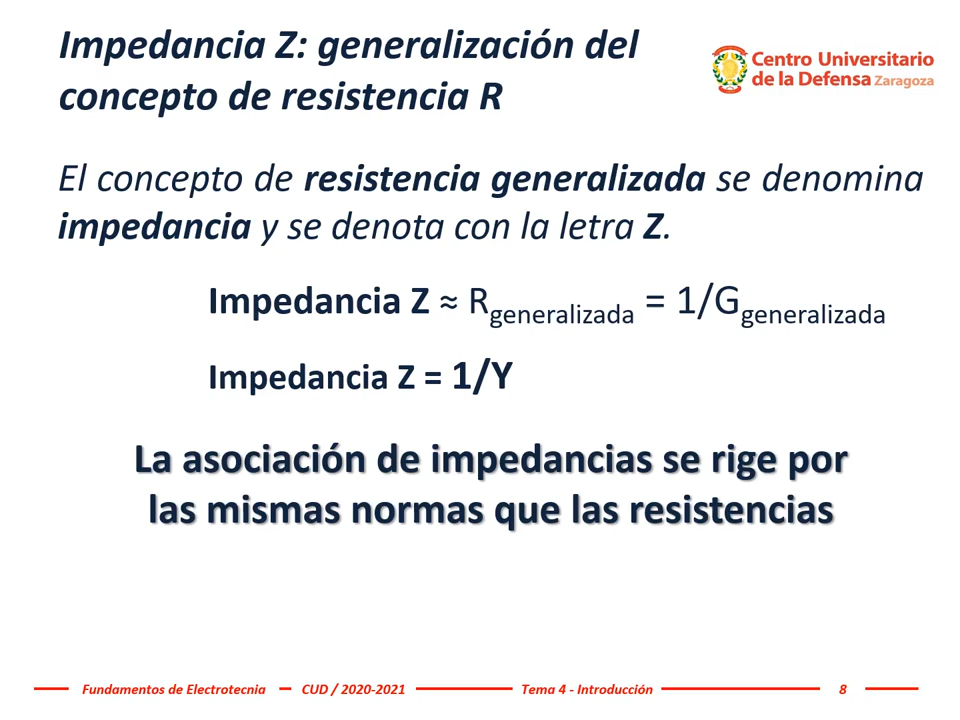 Impedancia Z: generalización del
concepto de resistencia R
Centro Universitario
de la Defensa Zaragoza
El concepto de resistencia generalizada se denomina
impedancia y se denota con la letra Z.
Impedancia Z ≈ Rgeneralizada = 1/Ggeneralizada
Impedancia Z = 1/Y
La asociación de impedancias se rige por
las mismas normas que las resistencias
Fundamentos de Electrotecnia CUD / 2020-2021 Tema 4 - Introducción 8